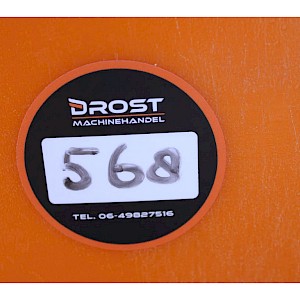 DROST
MACHINEHANDEL
568
TEL. 06-49827516